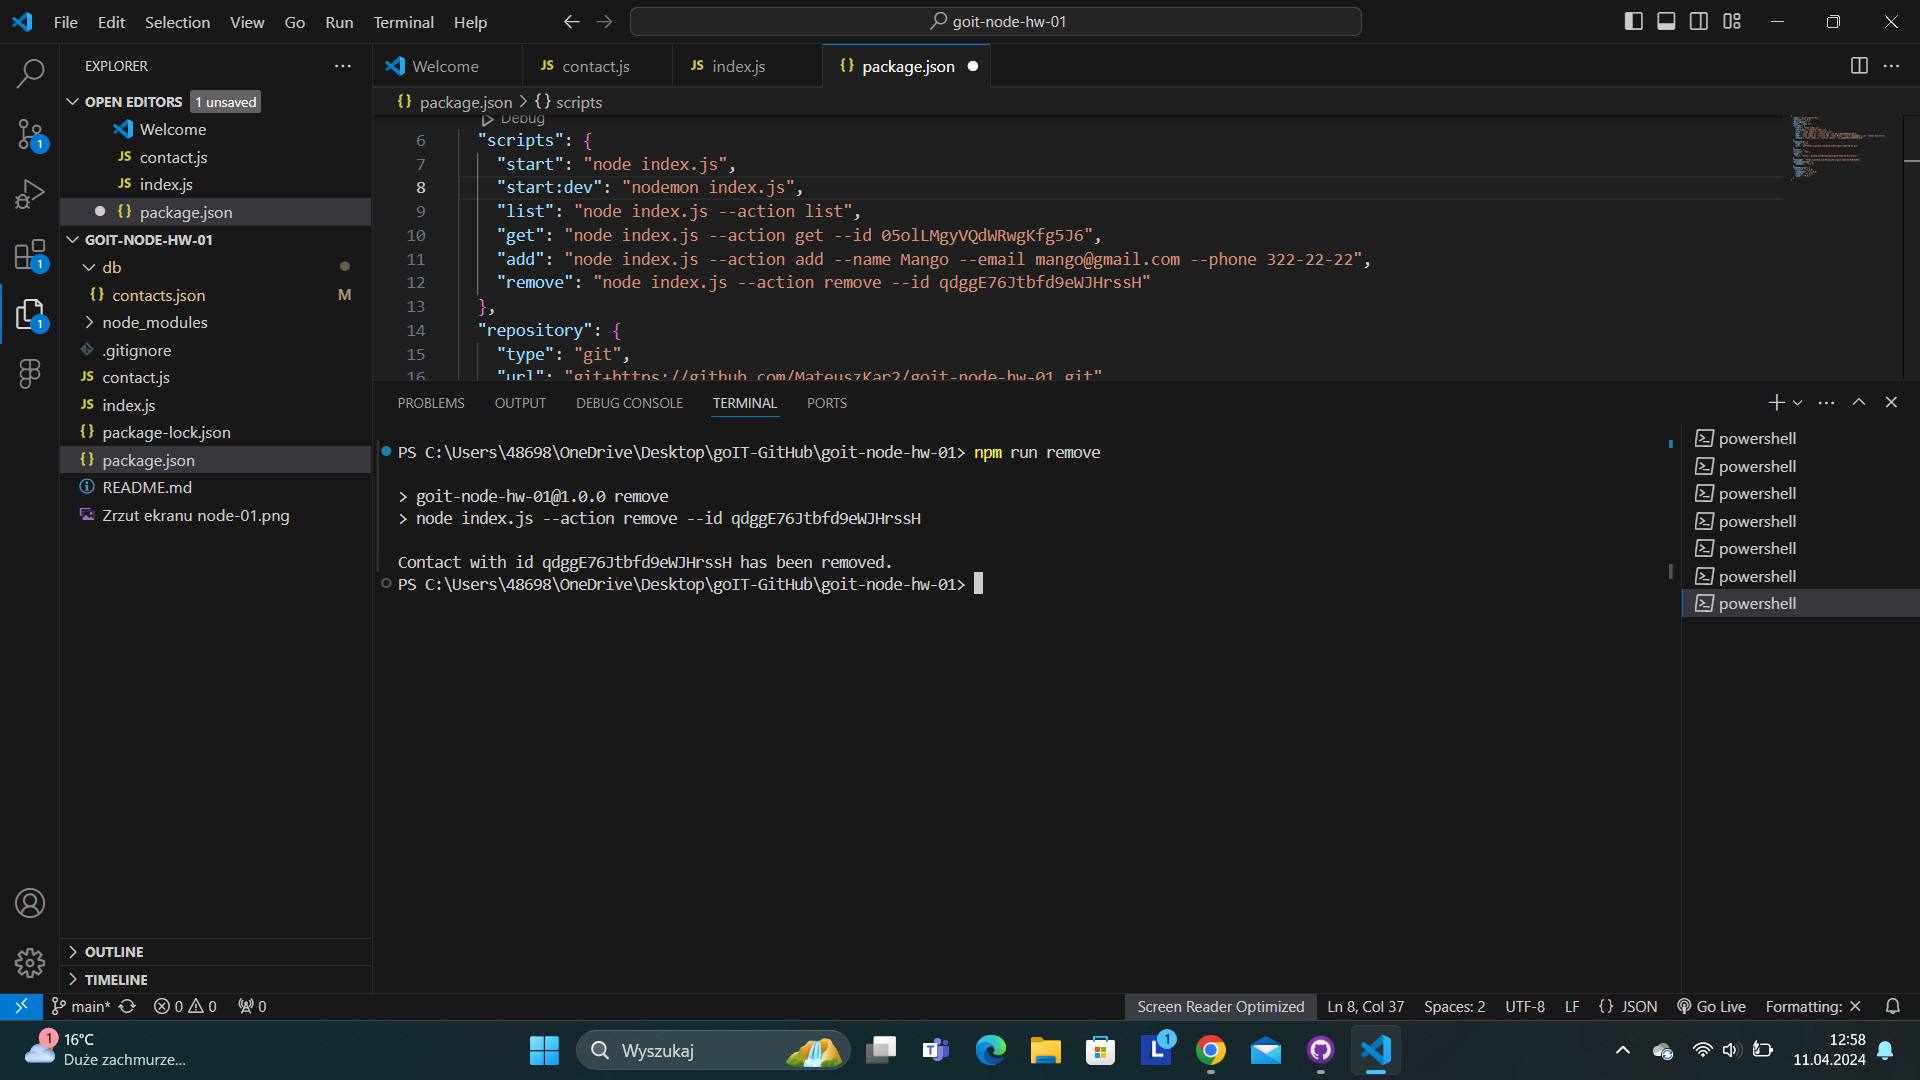 File Edit Selection View Go Run Terminal Help
goit-node-hw-01
EXPLORER
OPEN EDITORS 1 unsaved
Welcome
JS contact.js
JS index.js
{} package.json
GOIT-NODE-HW-01
db
{} contacts.json M
node_modules
.gitignore
JS contact.js
JS index.js
{} package-lock.json
{} package.json
README.md
Zrzut ekranu node-01.png
OUTLINE
TIMELINE
1
1
1
Welcome JS contact.js JS index.js {} package.json
{} package.json > {} scripts
Debug
6 "scripts": {
7 "start": "node index.js",
8 "start:dev": "nodemon index.js",
9 "list": "node index.js --action list",
10 "get": "node index.js --action get --id 05olLMgyVQdWRwgKfg5J6",
11 "add": "node index.js --action add --name Mango --email mango@gmail.com --phone 322-22-22",
12 "remove": "node index.js --action remove --id qdggE76Jtbfd9eWJHrssH"
13 },
14 "repository": {
15 "type": "git",
16 "url": "git+https://github.com/MateuszKar2/goit-node-hw-01.git"
PROBLEMS OUTPUT DEBUG CONSOLE TERMINAL PORTS
PS C:\Users\48698\OneDrive\Desktop\goIT-GitHub\goit-node-hw-01> npm run remove
> goit-node-hw-01@1.0.0 remove
> node index.js --action remove --id qdggE76Jtbfd9eWJHrssH
Contact with id qdggE76Jtbfd9eWJHrssH has been removed.
PS C:\Users\48698\OneDrive\Desktop\goIT-GitHub\goit-node-hw-01>
powershell
powershell
powershell
powershell
powershell
powershell
powershell
main* 0 0 0 Screen Reader Optimized Ln 8, Col 37 Spaces: 2 UTF-8 LF {} JSON Go Live Formatting: ×
1 16°C
Duże zachmurze...
Wyszukaj
L 1
12:58
11.04.2024